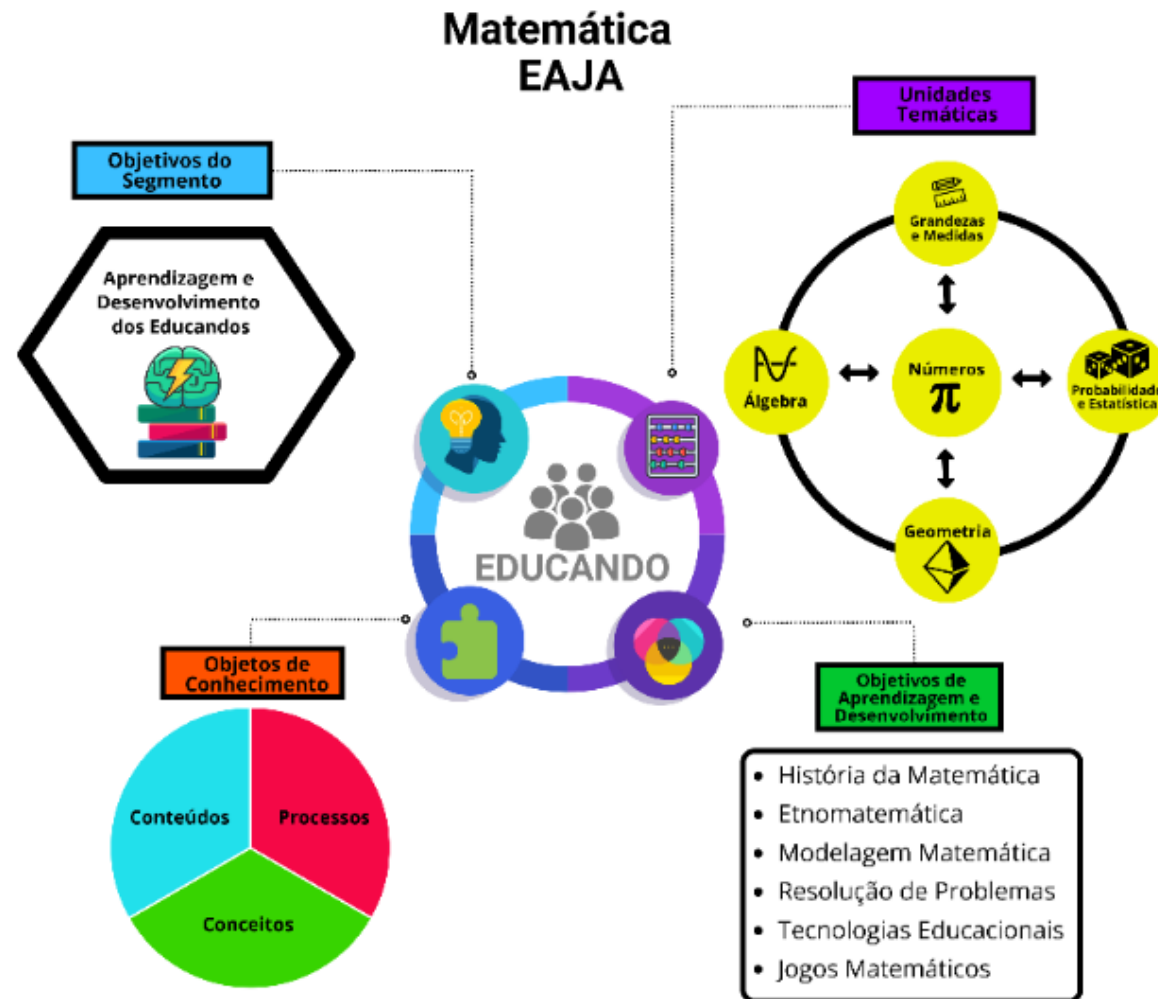 Matemática
EAJA
Objetivos do
Segmento
Aprendizagem e
Desenvolvimento
dos Educandos
Unidades
Temáticas
Grandezas
e Medidas
Álgebra
Números
π
Probabilidade
e Estatística
Geometria
EDUCANDO
Objetos de
Conhecimento
Conteúdos
Processos
Conceitos
Objetivos de
Aprendizagem e
Desenvolvimento
• História da Matemática
• Etnomatemática
• Modelagem Matemática
• Resolução de Problemas
• Tecnologias Educacionais
• Jogos Matemáticos